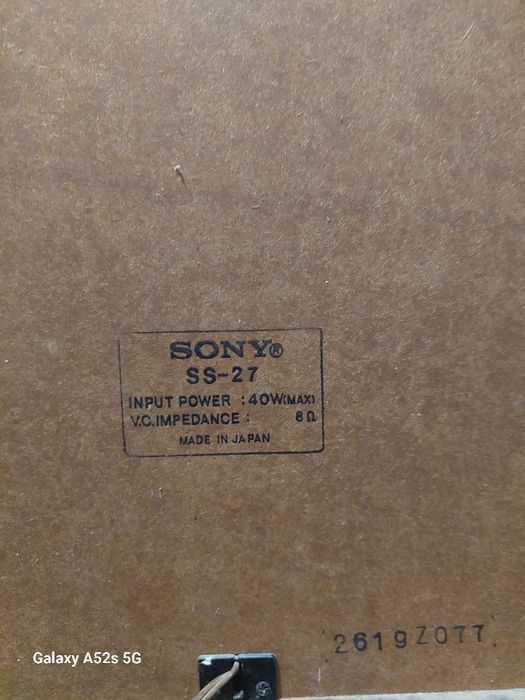 SONY®
SS-27
INPUT POWER : 40W(MAX)
V.C.IMPEDANCE : 8Ω
MADE IN JAPAN
2619Z077
Galaxy A52s 5G